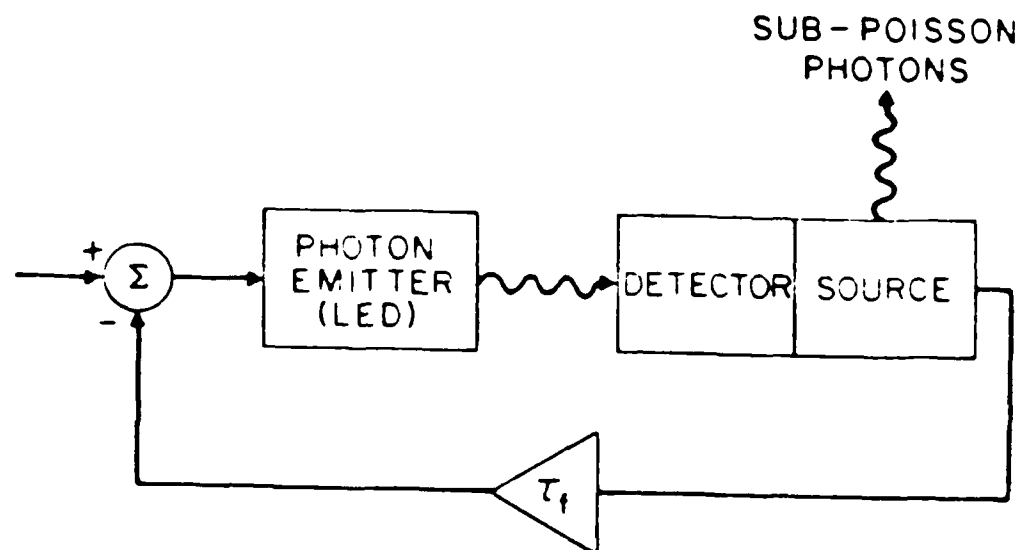 SUB-POISSON
PHOTONS
+
Σ
-
PHOTON
EMITTER
(LED)
DETECTOR
SOURCE
τf